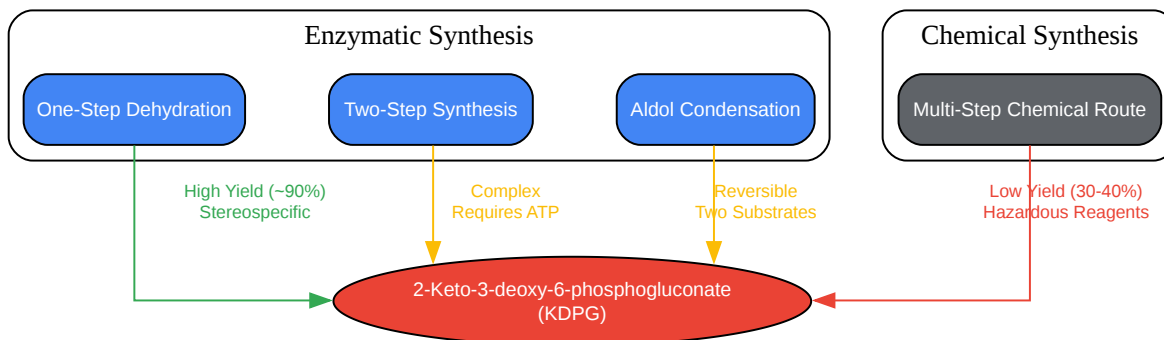 Enzymatic Synthesis
Chemical Synthesis
One-Step Dehydration
Two-Step Synthesis
Aldol Condensation
Multi-Step Chemical Route
High Yield (~90%)
Stereospecific
Complex
Requires ATP
Reversible
Two Substrates
Low Yield (30-40%)
Hazardous Reagents
2-Keto-3-deoxy-6-phosphogluconate
(KDPG)